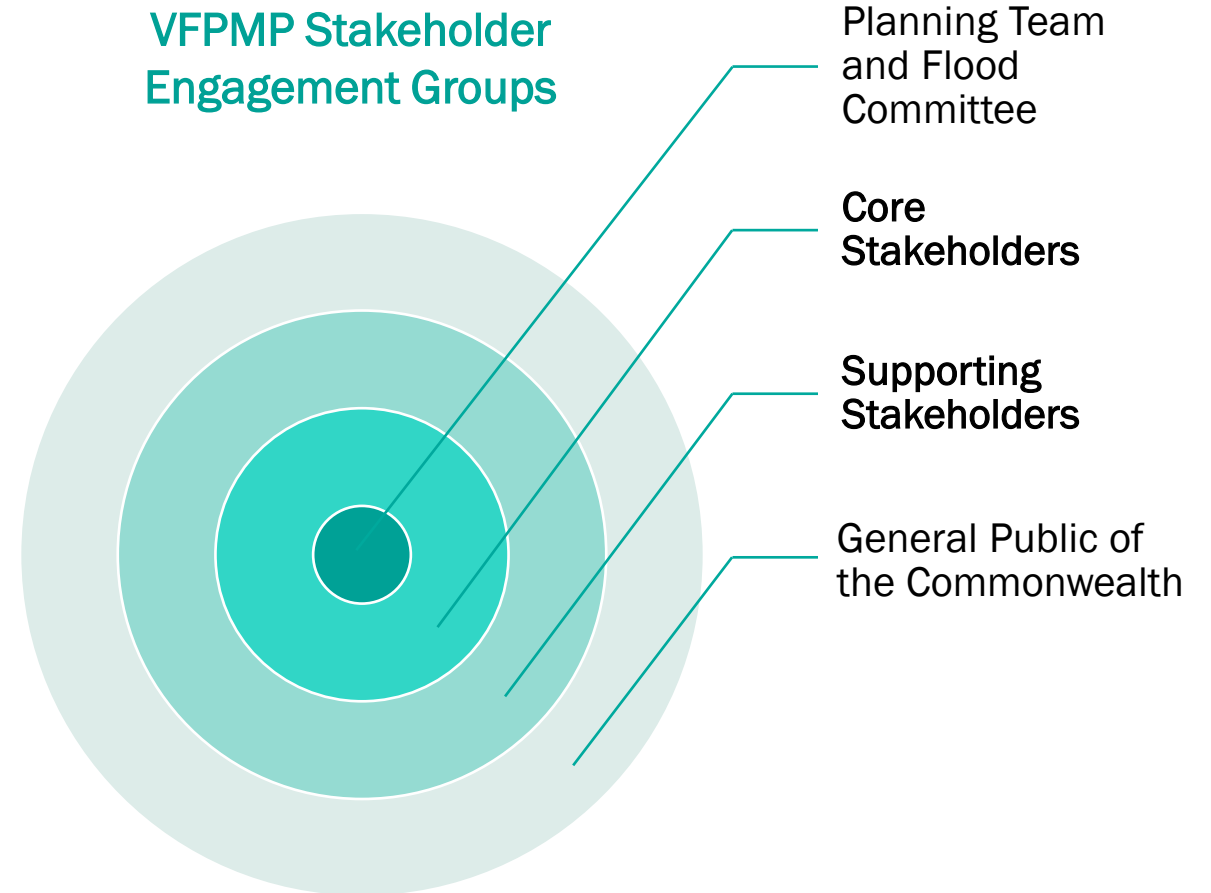 VFPMP Stakeholder
Engagement Groups
Planning Team
and Flood
Committee
Core
Stakeholders
Supporting
Stakeholders
General Public of
the Commonwealth